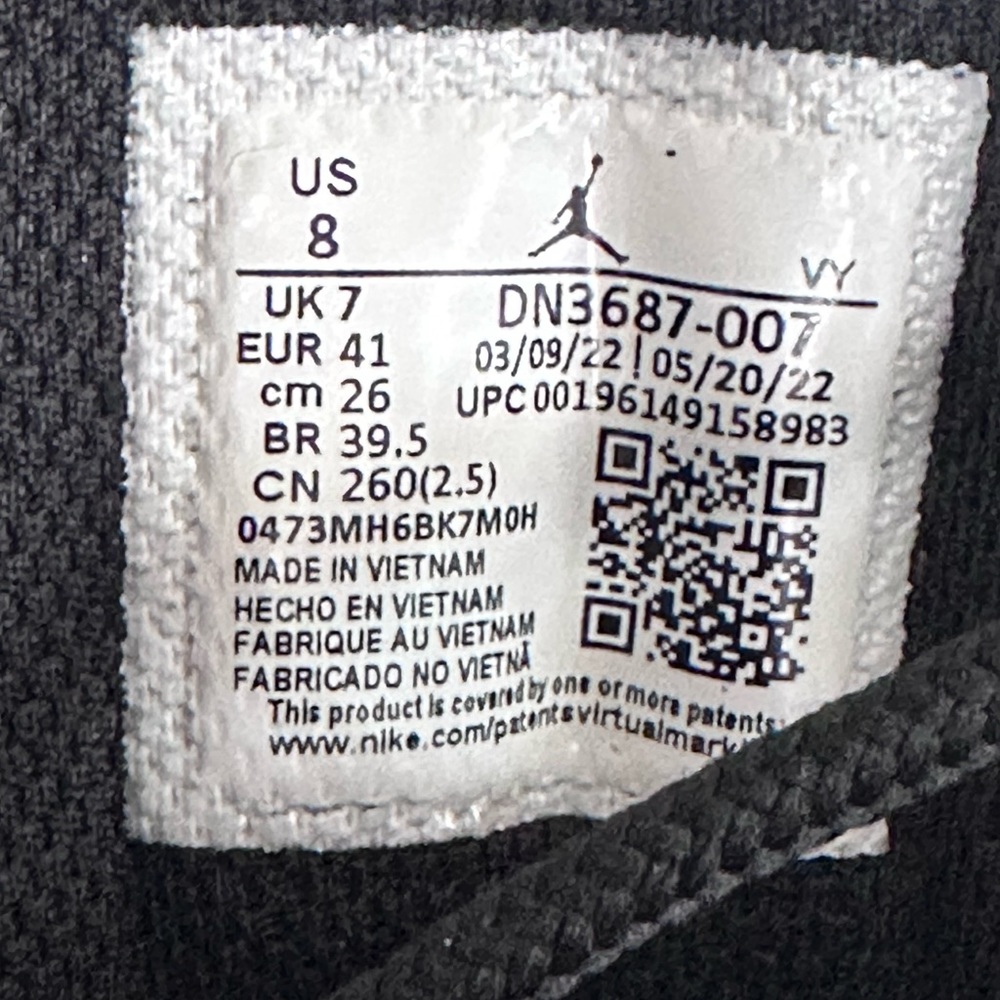 US
8
VY
UK 7
DN3687-007
EUR 41
03/09/22 | 05/20/22
cm 26
UPC 00196149158983
BR 39.5
CN 260(2.5)
0473MH6BK7M0H
MADE IN VIETNAM
HECHO EN VIETNAM
FABRIQUE AU VIETNAM
FABRICADO NO VIETNÃ
This product is covered by one or more patents:
www.nike.com/patentsvirtualmark